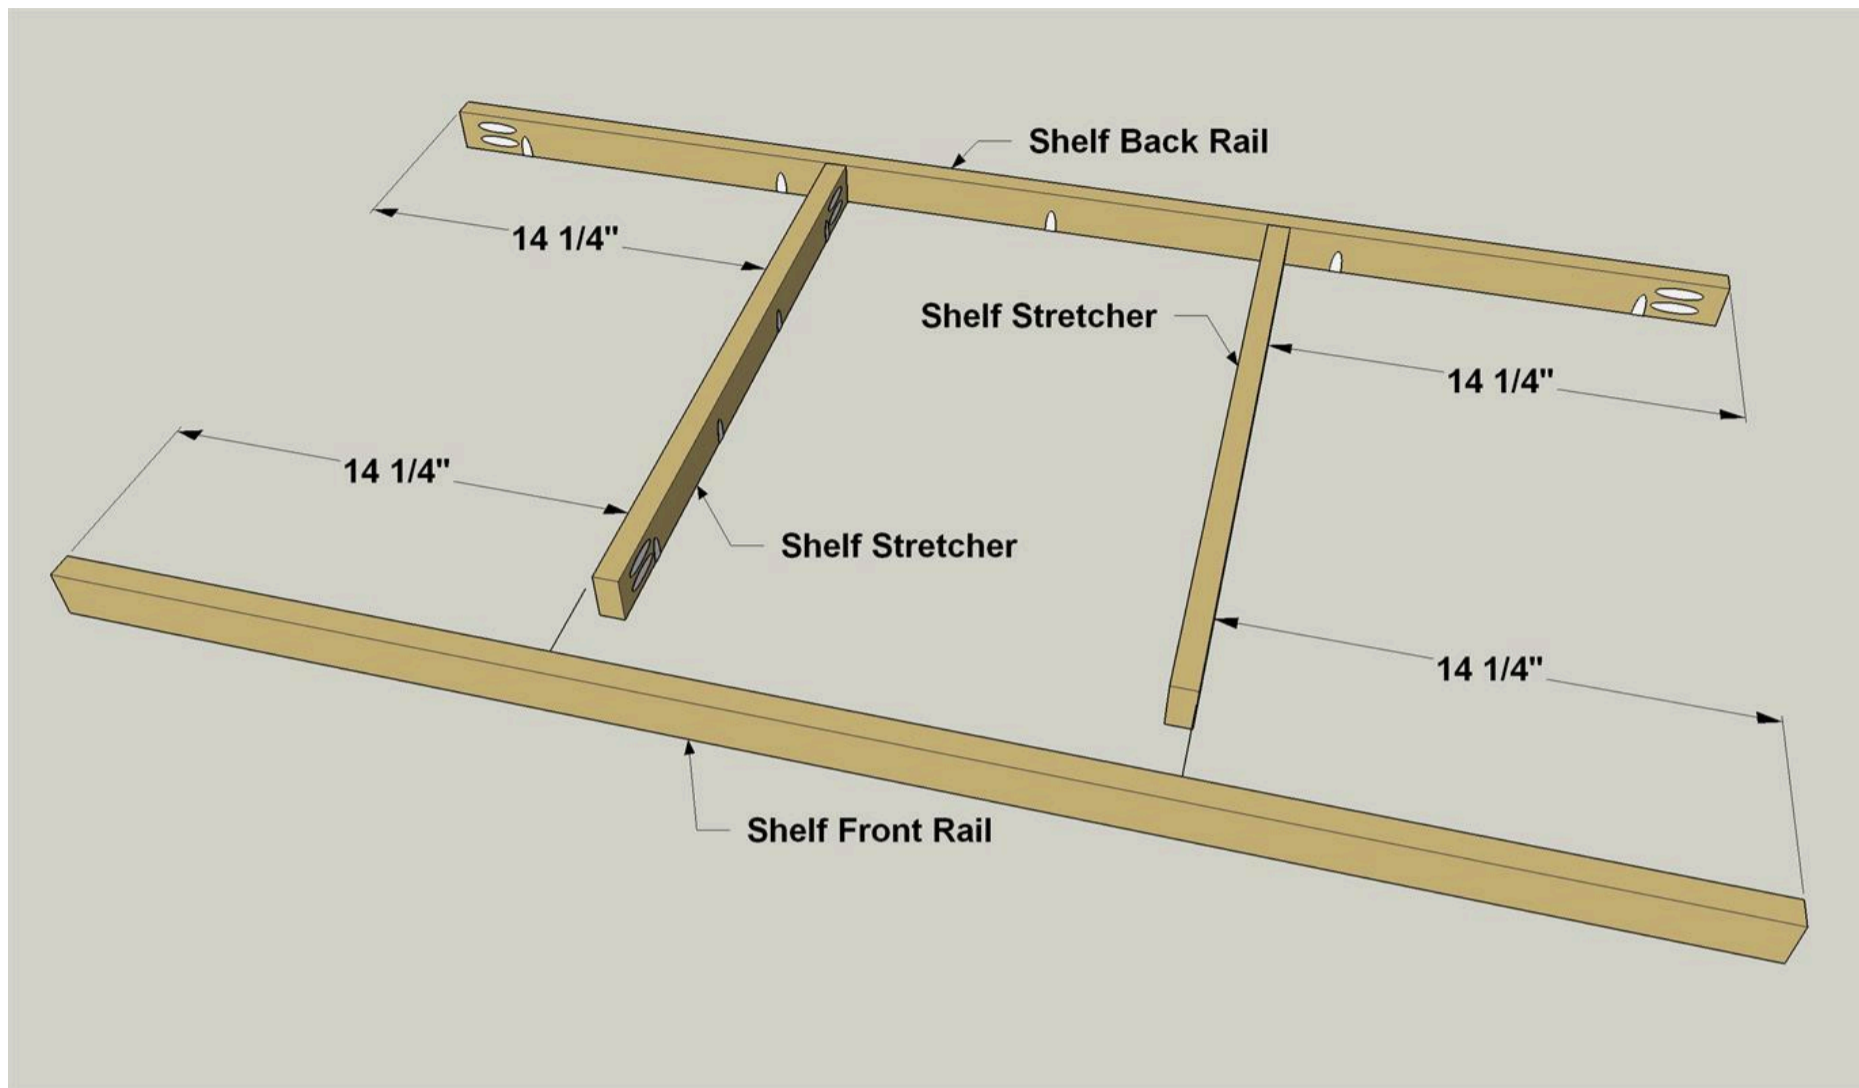 Shelf Back Rail
14 1/4"
Shelf Stretcher
14 1/4"
14 1/4"
Shelf Stretcher
14 1/4"
Shelf Front Rail